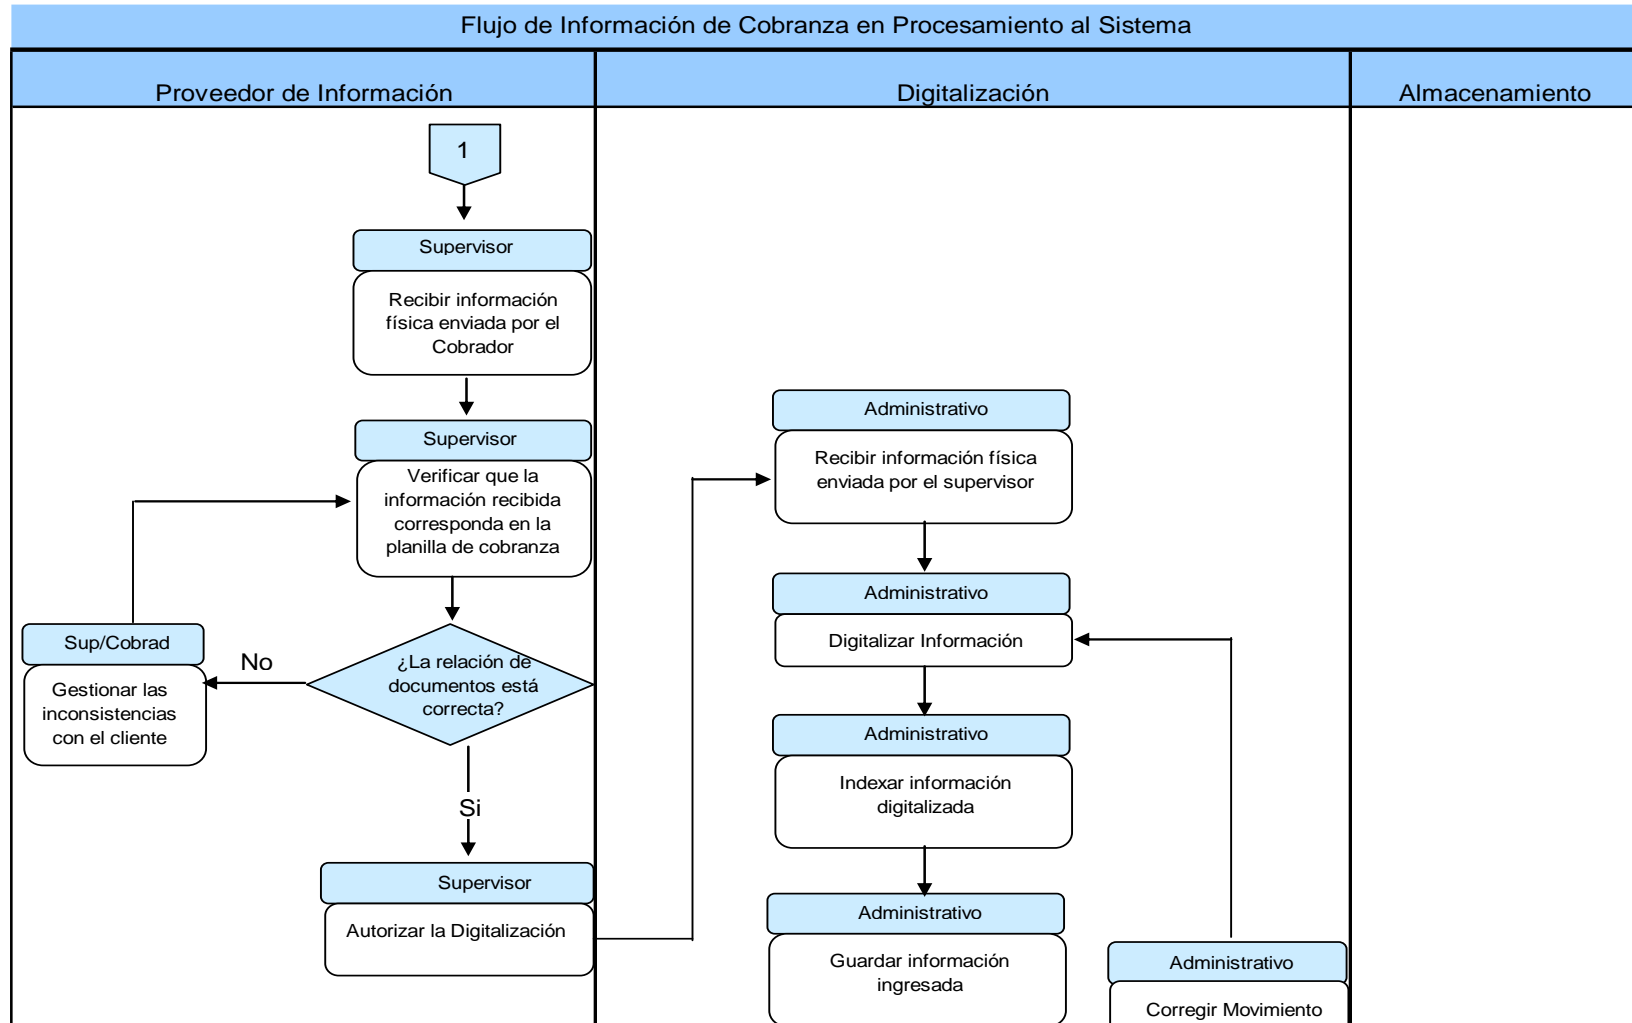 Flujo de Información de Cobranza en Procesamiento al Sistema
Proveedor de Información
Digitalización
Almacenamiento
1
Supervisor
Recibir información
física enviada por el
Cobrador
Supervisor
Verificar que la
información recibida
corresponda en la
planilla de cobranza
¿La relación de
documentos está
correcta?
No
Sup/Cobrad
Gestionar las
inconsistencias
con el cliente
Si
Supervisor
Autorizar la Digitalización
Administrativo
Recibir información física
enviada por el supervisor
Administrativo
Digitalizar Información
Administrativo
Indexar información
digitalizada
Administrativo
Guardar información
ingresada
Administrativo
Corregir Movimiento